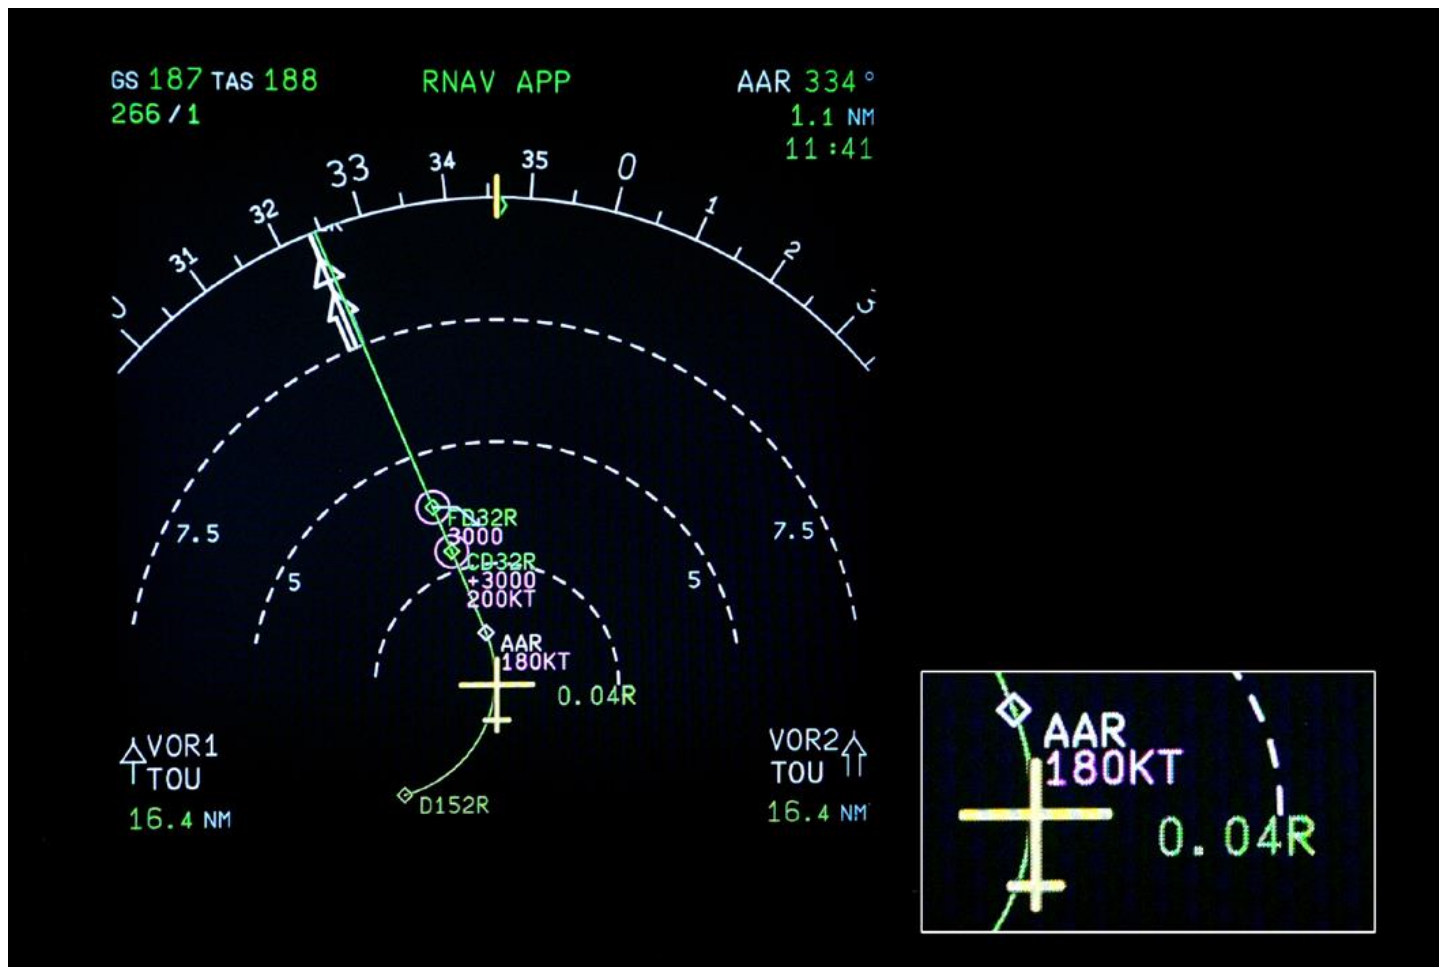 GS 187 TAS 188
266/1
RNAV APP
AAR 334°
1.1 NM
11:41
31
32
33
34
35
0
1
2
7.5
7.5
5
5
FD32R
3000
CD32R
+3000
200KT
AAR
180KT
0.04R
D152R
VOR1
TOU
16.4 NM
VOR2
TOU
16.4 NM
AAR
180KT
0.04R